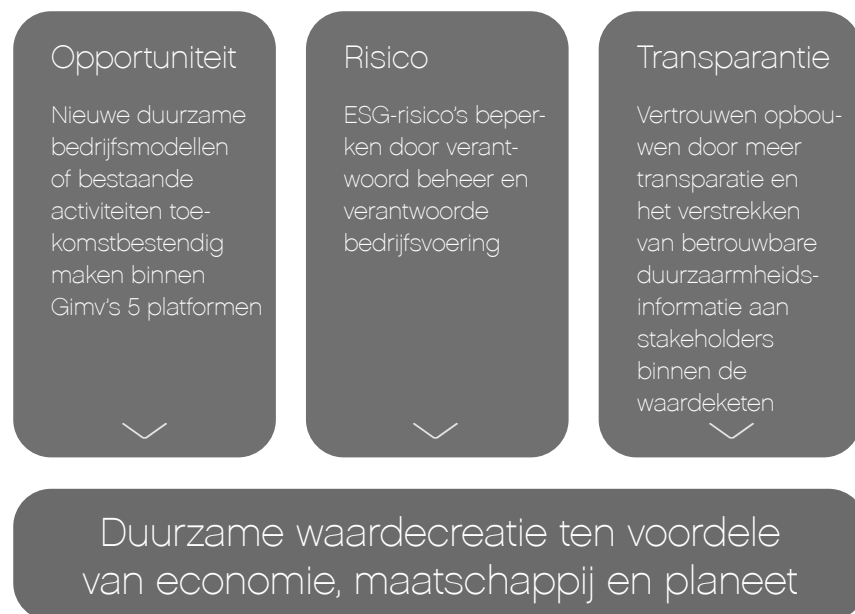 Opportuniteit
Nieuwe duurzame
bedrijfsmodellen
of bestaande
activiteiten toe-
komstbestendig
maken binnen
Gimv's 5 platformen
Risico
ESG-risico's beper-
ken door verant-
woord beheer en
verantwoorde
bedrijfsvoering
Transparantie
Vertrouwen opbou-
wen door meer
transparatie en
het verstrekken
van betrouwbare
duurzaarmheids-
informatie aan
stakeholders
binnen de
waardeketen
Duurzame waardecreatie ten voordele
van economie, maatschappij en planeet